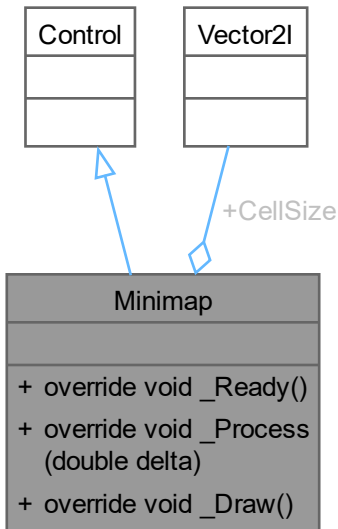 Control
Vector2I
+CellSize
Minimap
+ override void _Ready()
+ override void _Process
(double delta)
+ override void _Draw()